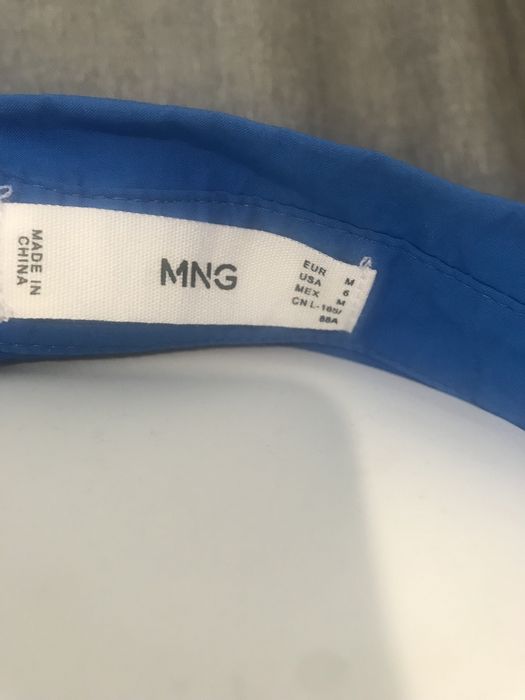 MADE IN
CHINA
MNG
EUR M
USA 6
MEX M
CN L-165/
88A